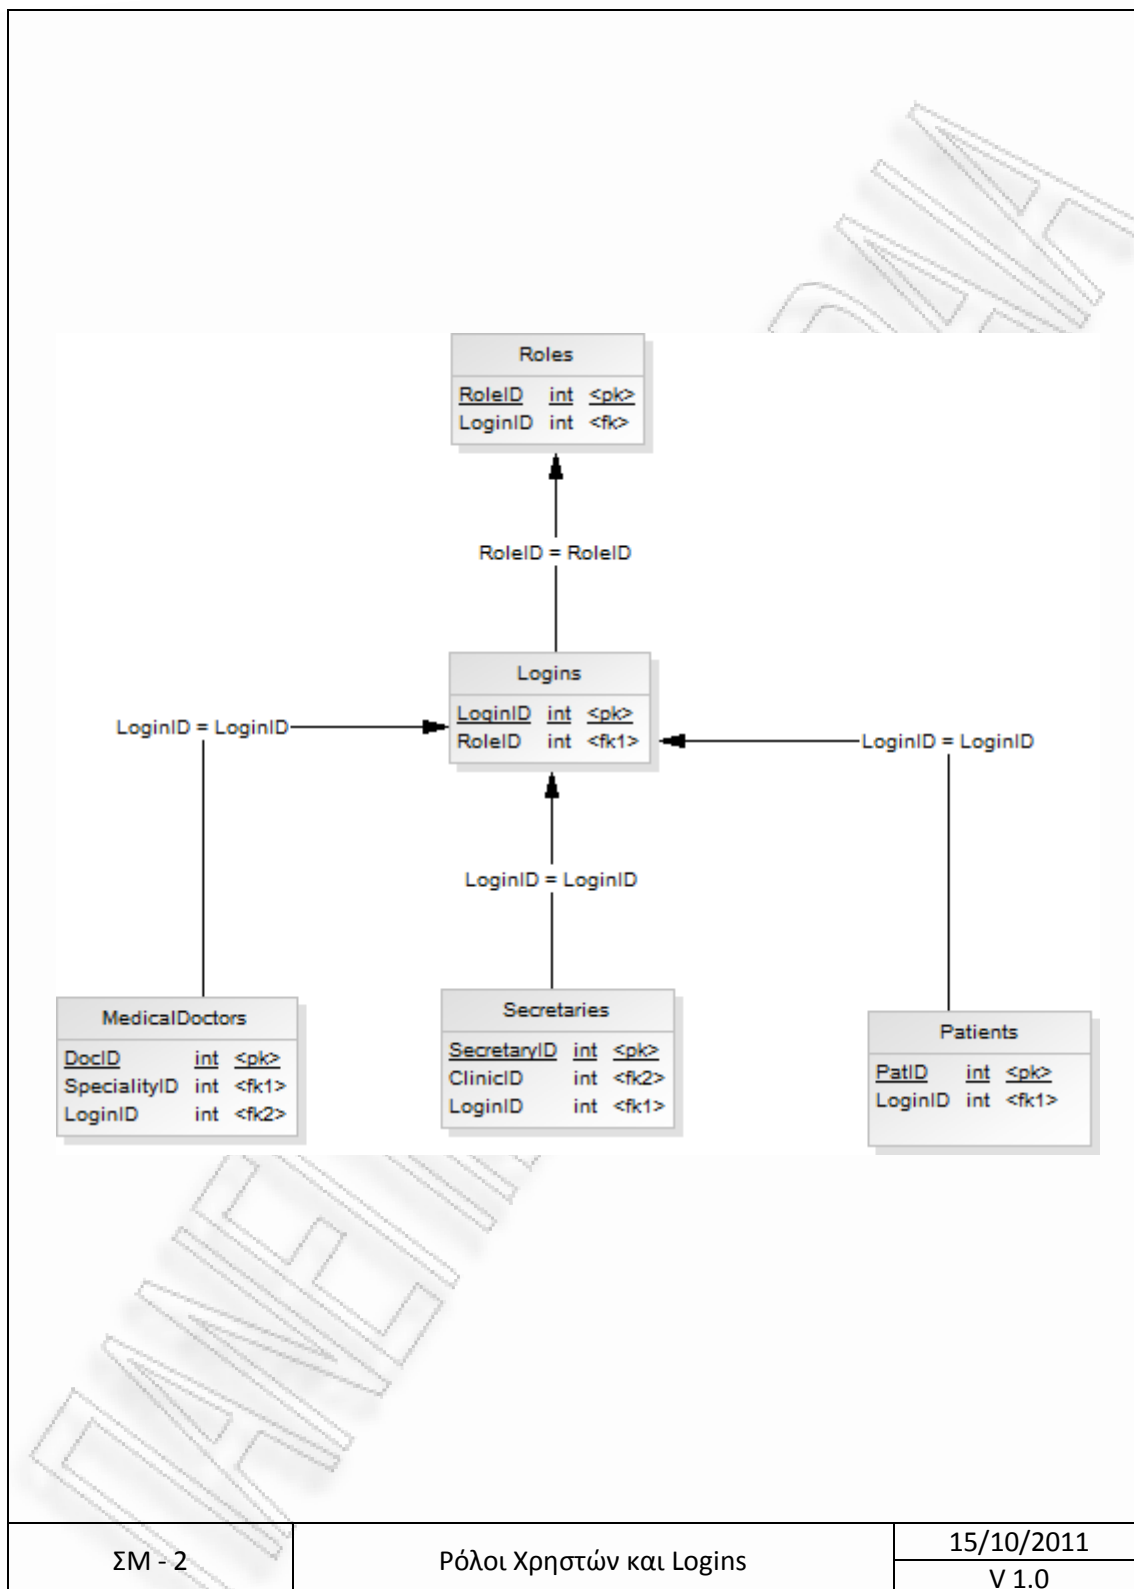 Roles
RoleID int <pk>
LoginID int <fk>
RoleID = RoleID
Logins
LoginID int <pk>
RoleID int <fk1>
LoginID = LoginID
LoginID = LoginID
LoginID = LoginID
MedicalDoctors
DocID int <pk>
SpecialityID int <fk1>
LoginID int <fk2>
Secretaries
SecretaryID int <pk>
ClinicID int <fk2>
LoginID int <fk1>
Patients
PatID int <pk>
LoginID int <fk1>
ΣΜ - 2
Ρόλοι Χρηστών και Logins
15/10/2011
V 1.0